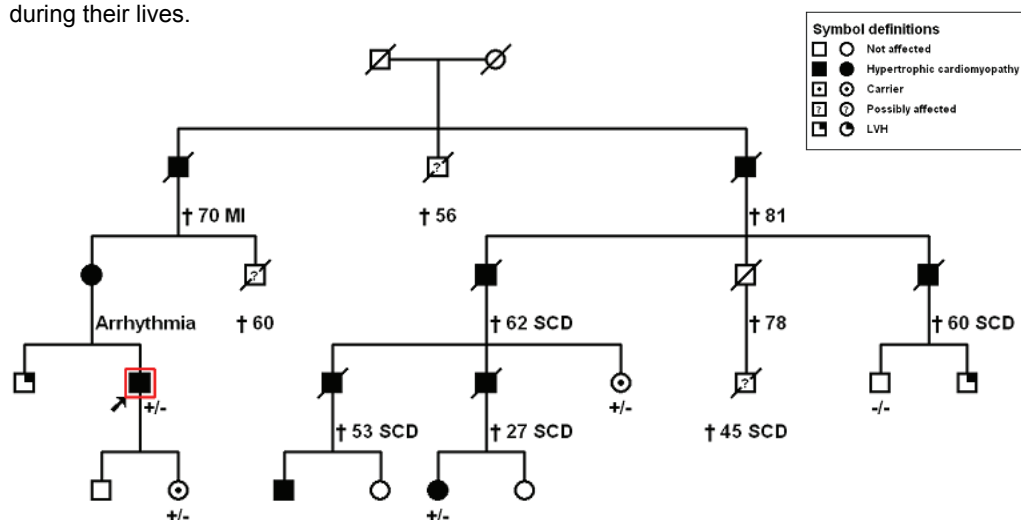 during their lives.
Symbol definitions
Not affected
Hypertrophic cardiomyopathy
Carrier
? ? Possibly affected
LVH
?
† 70 MI † 56 † 81
?
Arrhythmia † 60 † 62 SCD † 78 † 60 SCD
?
+/- +/- -/-
† 53 SCD † 27 SCD † 45 SCD
+/- +/-